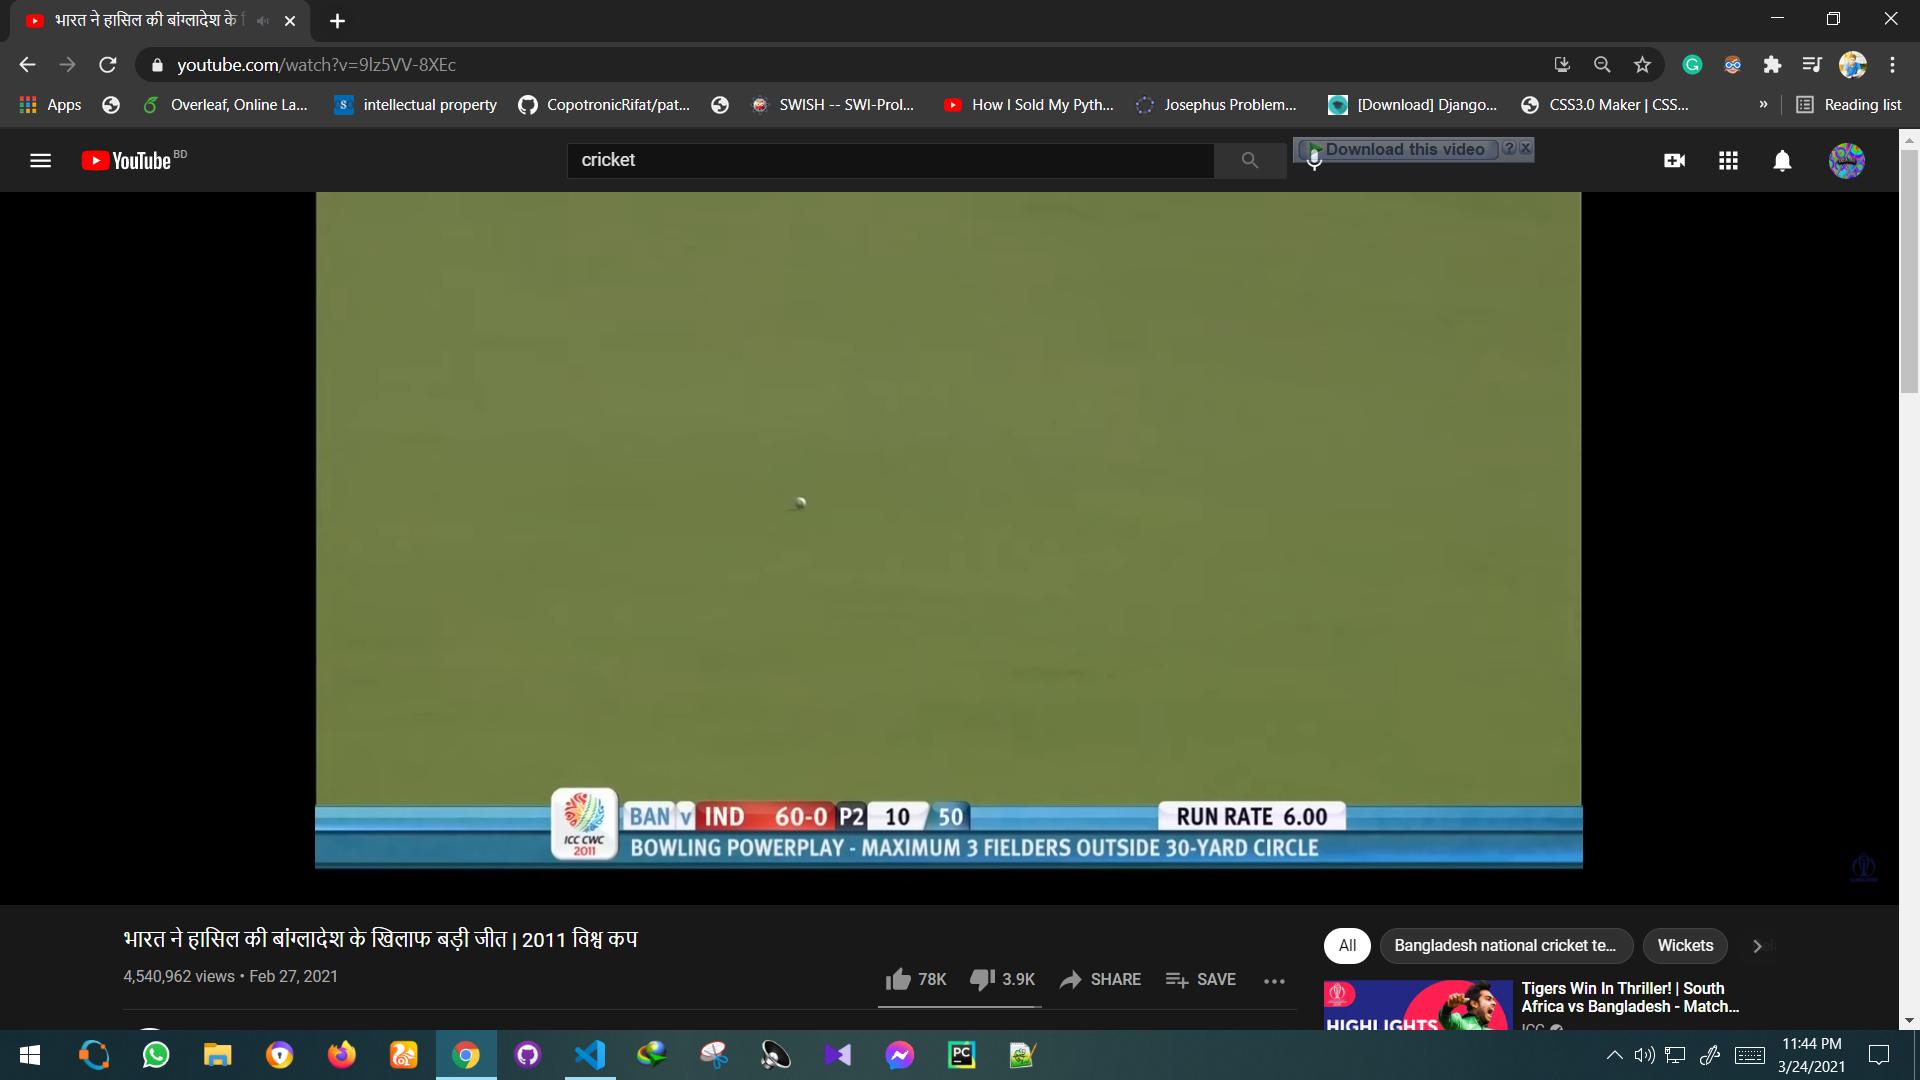 भारत ने हासिल की बांग्लादेश के
youtube.com/watch?v=9lz5VV-8XEc
Apps
Overleaf, Online La...
intellectual property
CopotronicRifat/pat...
SWISH -- SWI-Prol...
How I Sold My Pyth...
Josephus Problem...
[Download] Django...
CSS3.0 Maker | CSS...
»
Reading list
YouTube BD
cricket
Download this video
ICC CWC
2011
BAN v IND 60-0 P2 10 50
RUN RATE 6.00
BOWLING POWERPLAY - MAXIMUM 3 FIELDERS OUTSIDE 30-YARD CIRCLE
भारत ने हासिल की बांग्लादेश के खिलाफ बड़ी जीत | 2011 विश्व कप
4,540,962 views • Feb 27, 2021
78K
3.9K
SHARE
SAVE
All
Bangladesh national cricket te...
Wickets
HIGHLIGHTS
Tigers Win In Thriller! | South
Africa vs Bangladesh - Match...
ICC
PC
11:44 PM
3/24/2021